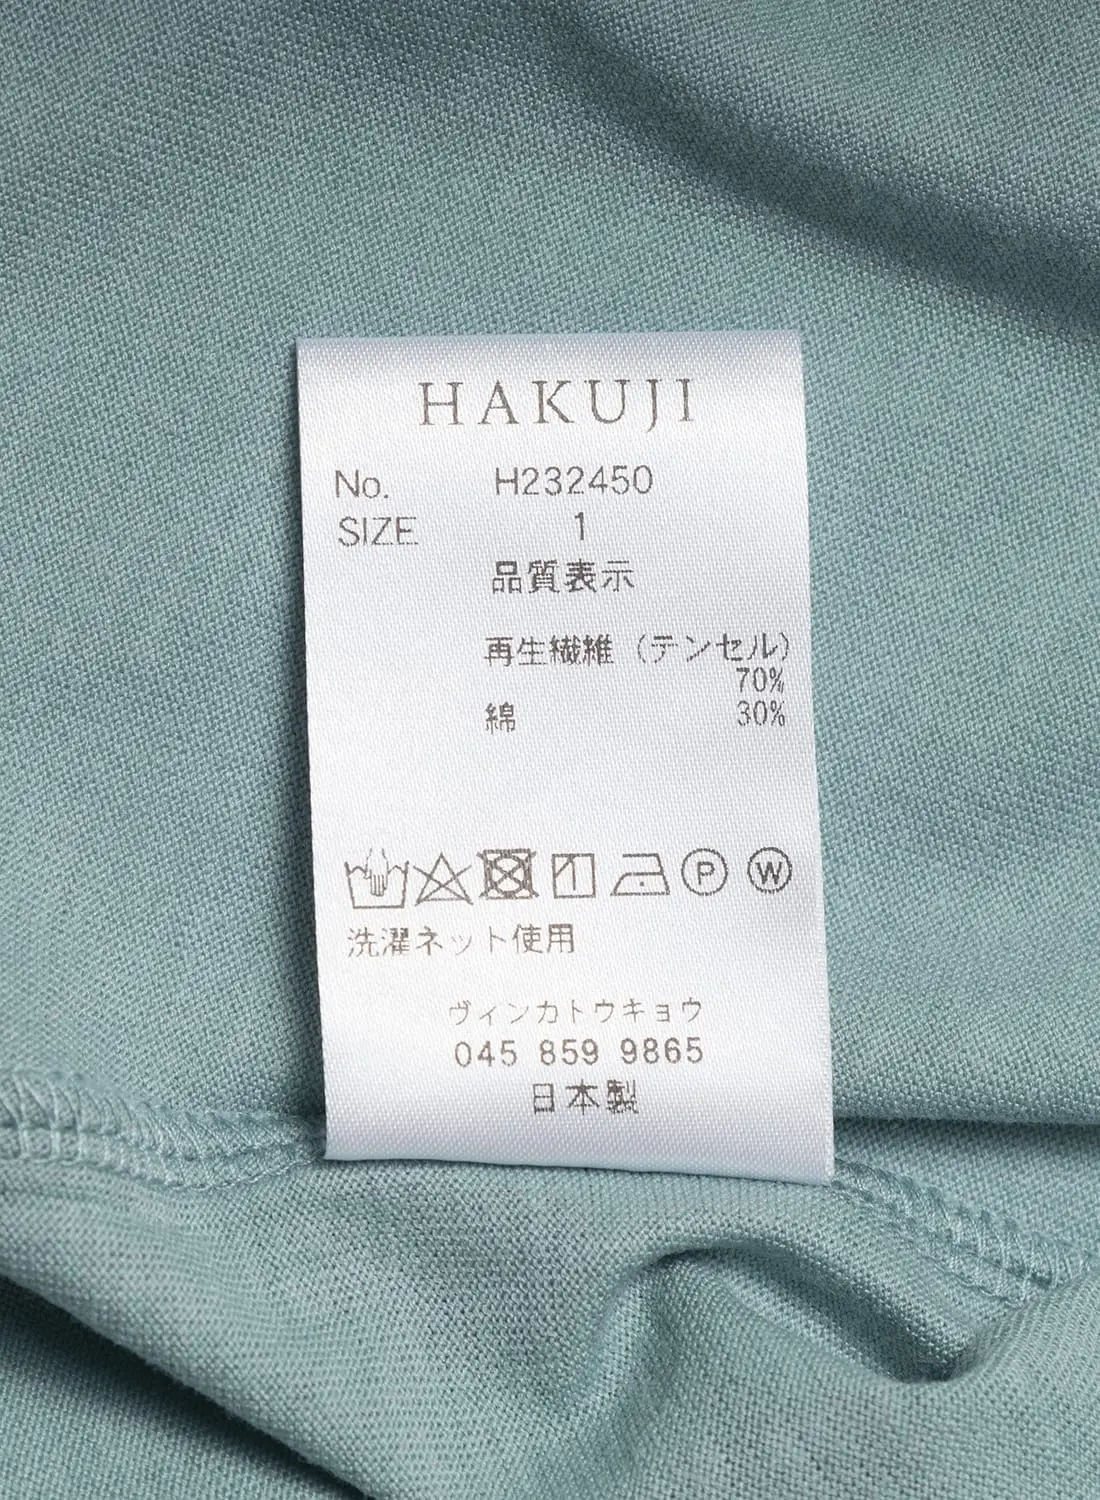 HAKUJI
No. H232450
SIZE 1
品質表示
再生繊維（テンセル）
70%
綿 30%
P W
洗濯ネット使用
ヴィンカトウキョウ
045 859 9865
日本製